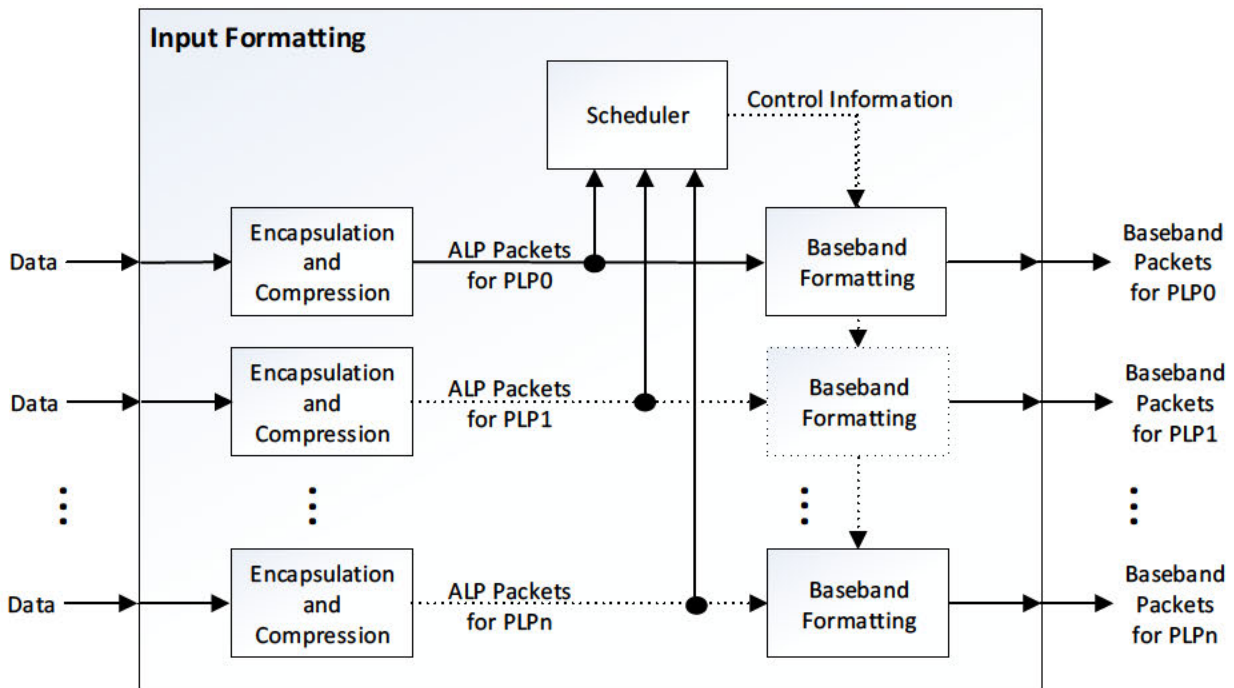 Input Formatting
Scheduler
Control Information
Data
Encapsulation
and
Compression
ALP Packets
for PLP0
Baseband
Formatting
Baseband
Packets
for PLP0
Data
Encapsulation
and
Compression
ALP Packets
for PLP1
Baseband
Formatting
Baseband
Packets
for PLP1
Data
Encapsulation
and
Compression
ALP Packets
for PLPn
Baseband
Formatting
Baseband
Packets
for PLPn